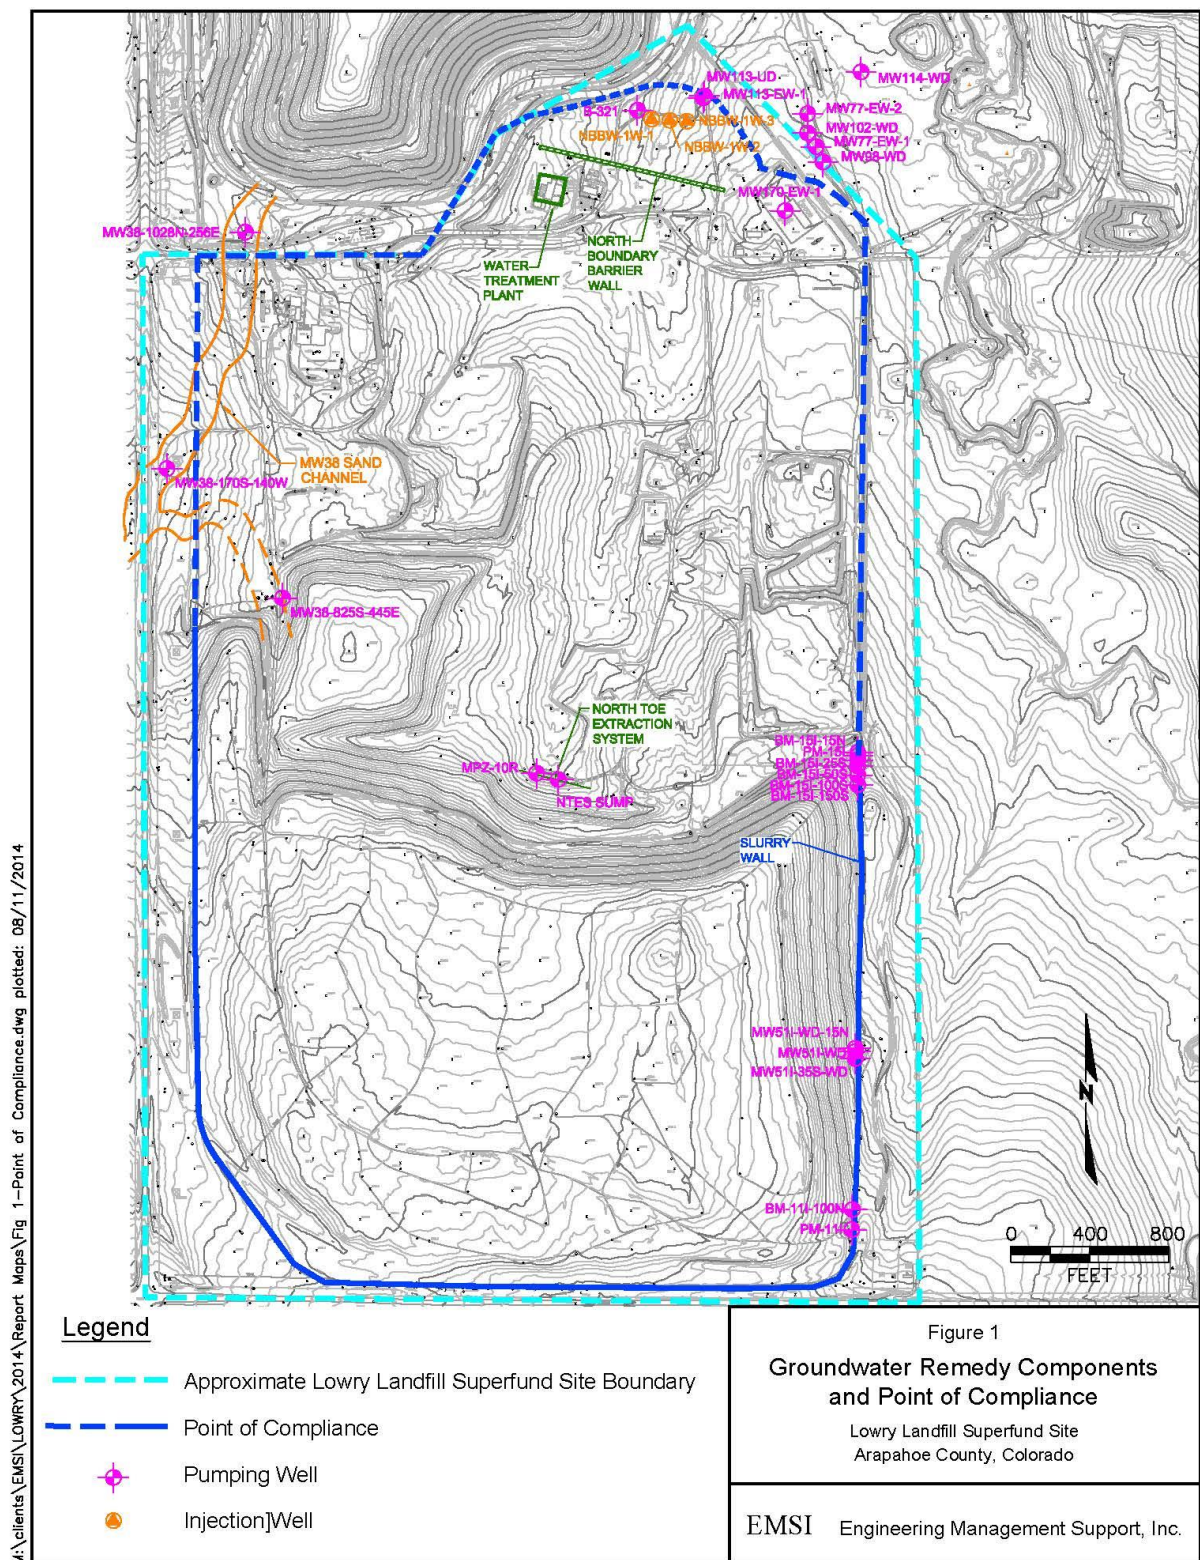 MW113-UD
MW114-WD
MW113-EW-1
B-321
MW77-EW-2
NBBW-1W-3
MW102-WD
NBBW-1W-1
MW77-EW-1
NBBW-1W-2
MW98-WD
MW170-EW-1
MW38-1028N-256E
NORTH
BOUNDARY
BARRIER
WALL
WATER
TREATMENT
PLANT
MW38 SAND
CHANNEL
MW38-170S-140W
MW38-825S-445E
NORTH TOE
EXTRACTION
SYSTEM
BM-15I-15N
PM-15I
BM-15I-25S
BM-15I-50S
BM-15I-100S
BM-15I-150S
MPZ-10R
NTES SUMP
SLURRY
WALL
MW51I-WD-15N
MW51I-WD
MW51I-35S-WD
N
BM-11I-100N
PM-11I
0 400 800
FEET
M:\clients\EMSI\LOWRY\2014\Report Maps\Fig 1-Point of Compliance.dwg plotted: 08/11/2014
Legend
Approximate Lowry Landfill Superfund Site Boundary
Point of Compliance
Pumping Well
Injection]Well
Figure 1
Groundwater Remedy Components
and Point of Compliance
Lowry Landfill Superfund Site
Arapahoe County, Colorado
EMSI Engineering Management Support, Inc.